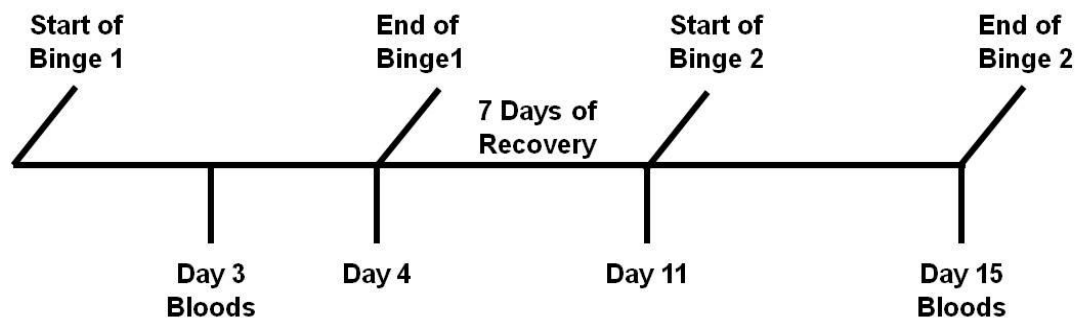 Start of
Binge 1
End of
Binge1
7 Days of
Recovery
Start of
Binge 2
End of
Binge 2
Day 3
Bloods
Day 4
Day 11
Day 15
Bloods